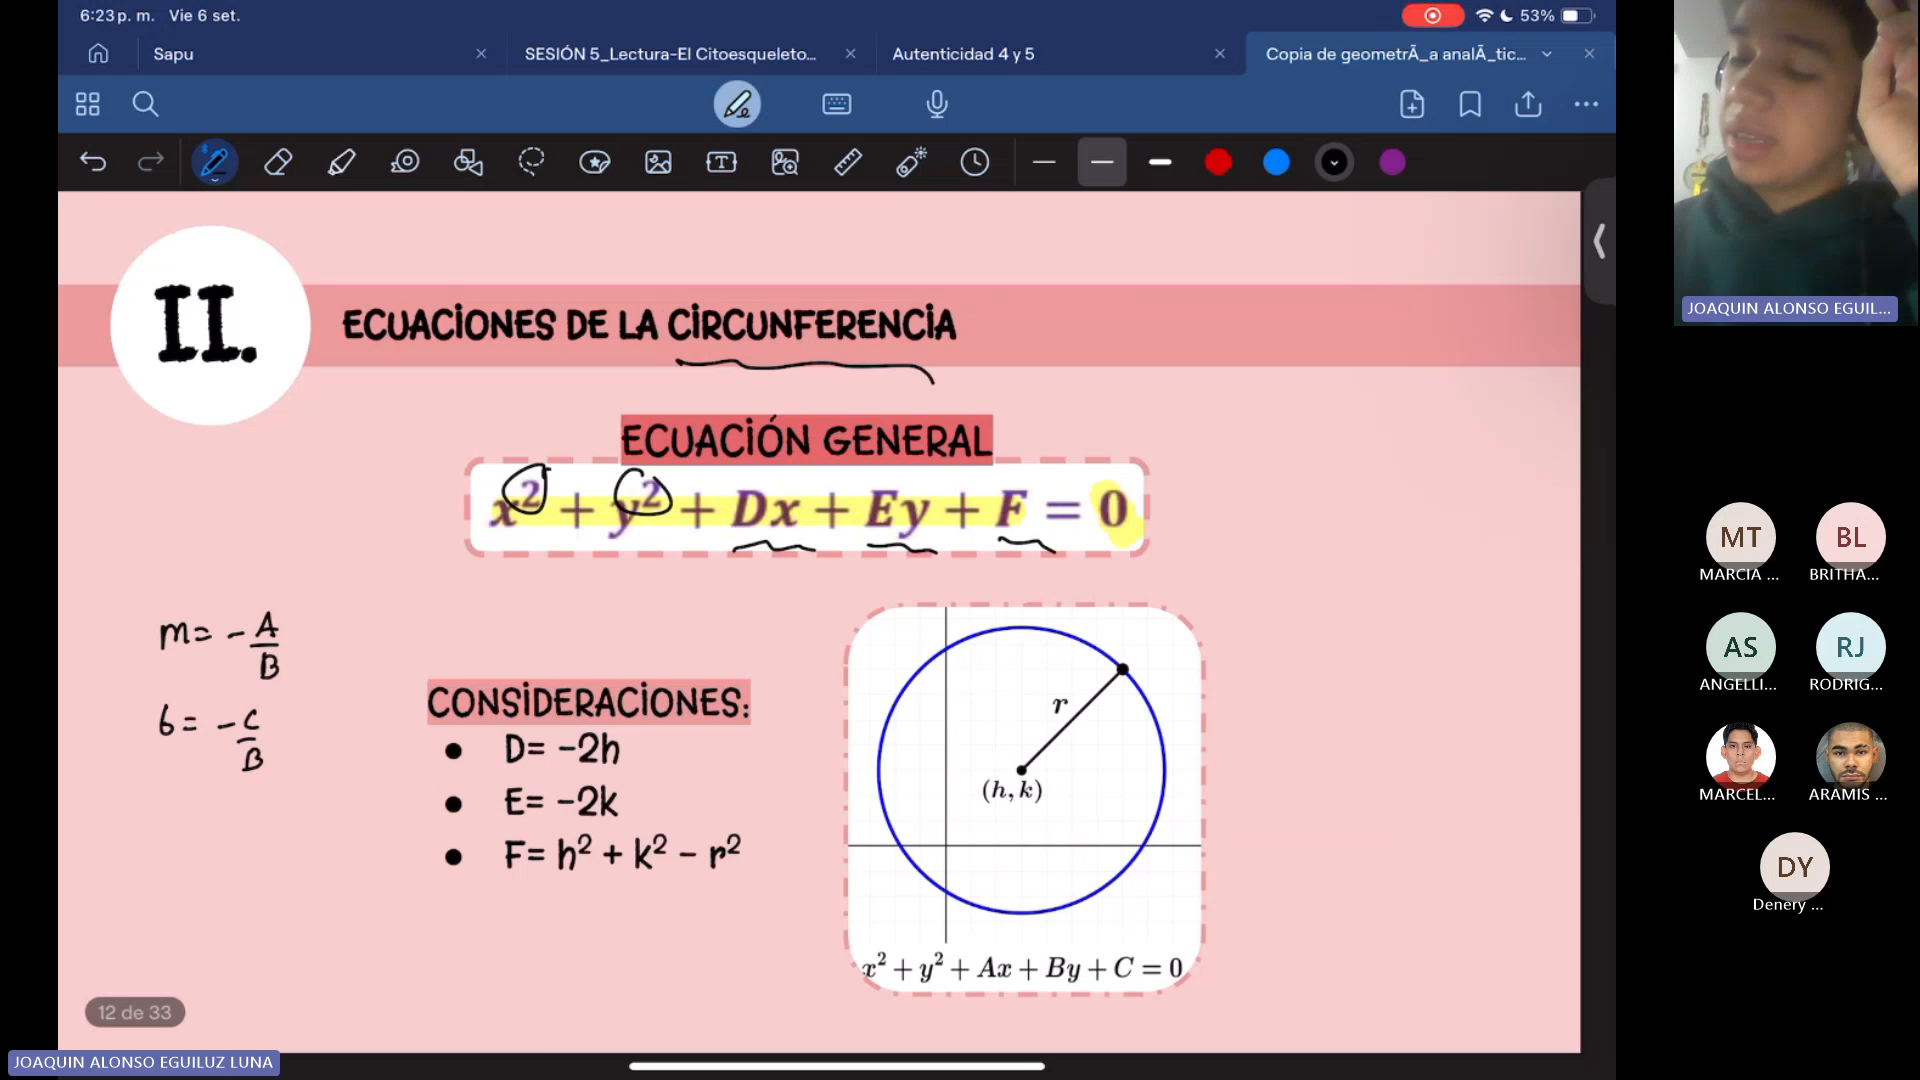 6:23 p. m. Vie 6 set.
53%
Sapu
SESIÓN 5_Lectura-El Citoesqueleto...
Autenticidad 4 y 5
Copia de geometrÃ_a analÃ_tic...
II.
ECUACIONES DE LA CIRCUNFERENCIA
ECUACIÓN GENERAL
x² + y² + Dx + Ey + F = 0
m = - A/B
b = - C/B
CONSIDERACIONES:
• D= -2h
• E= -2k
• F= h² + k² - r²
r
(h, k)
x² + y² + Ax + By + C = 0
12 de 33
JOAQUIN ALONSO EGUILUZ LUNA
JOAQUIN ALONSO EGUIL...
MT
MARCIA ...
BL
BRITHA...
AS
ANGELLI...
RJ
RODRIG...
MARCEL...
ARAMIS ...
DY
Denery ...